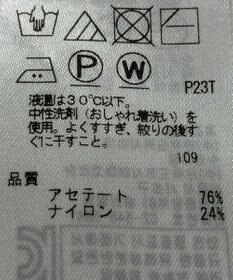 P W
P23T
液温は30℃以下。
中性洗剤(おしゃれ着洗い)を
使用。よくすすぎ、絞りの後す
ぐに干すこと。
109
品質
アセテート 76%
ナイロン 24%